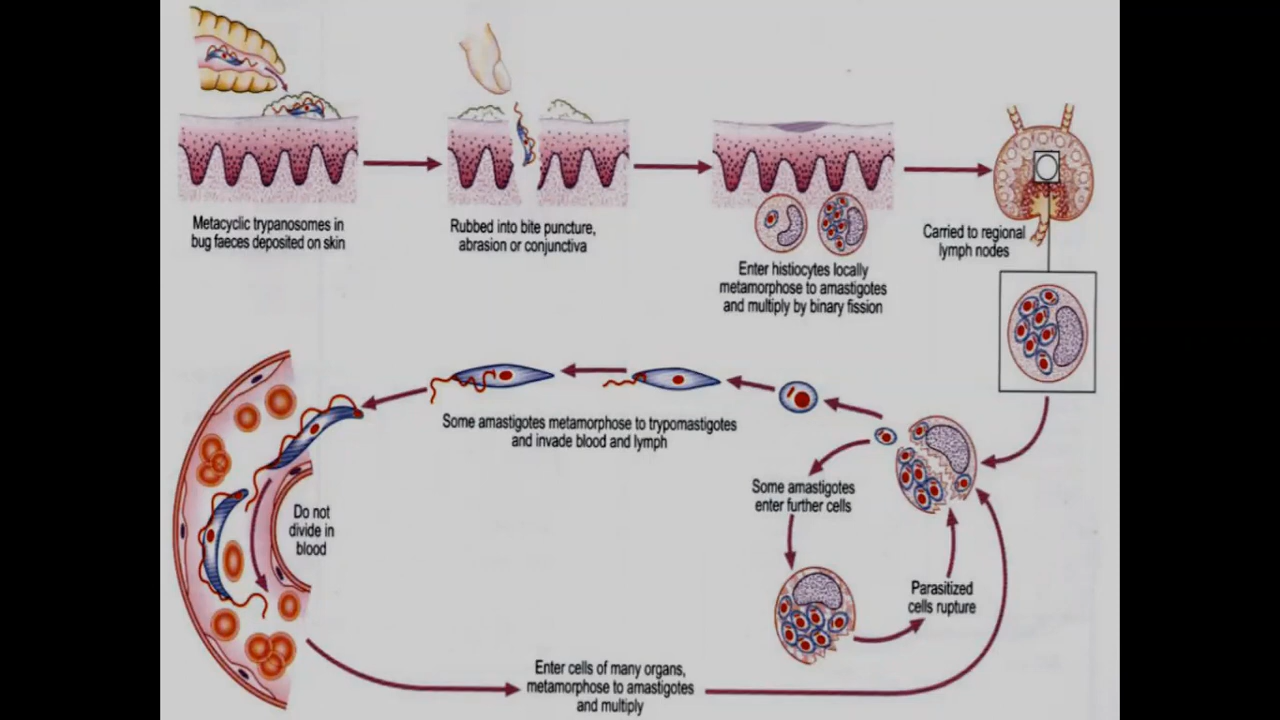 Metacyclic trypanosomes in
bug faeces deposited on skin
Rubbed into bite puncture,
abrasion or conjunctiva
Enter histiocytes locally
metamorphose to amastigotes
and multiply by binary fission
Carried to regional
lymph nodes
Some amastigotes metamorphose to trypomastigotes
and invade blood and lymph
Some amastigotes
enter further cells
Do not
divide in
blood
Parasitized
cells rupture
Enter cells of many organs,
metamorphose to amastigotes
and multiply